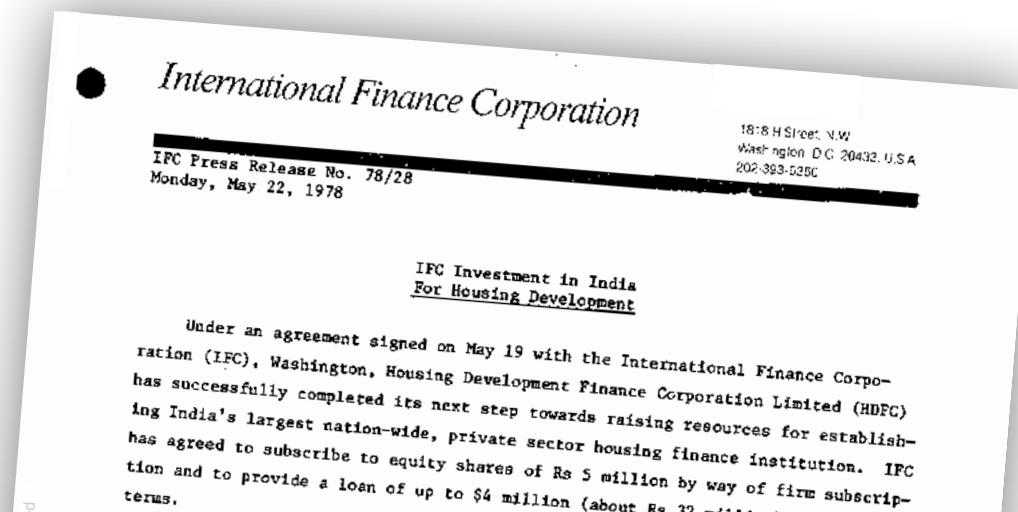 International Finance Corporation
1818 H Street, N.W.
Washington, D.C. 20433, U.S.A.
IFC Press Release No. 78/28
Monday, May 22, 1978
IFC Investment in India
For Housing Development
Under an agreement signed on May 19 with the International Finance Corpo-
ration (IFC), Washington, Housing Development Finance Corporation Limited (HDFC)
has successfully completed its next step towards raising resources for establish-
ing India's largest nation-wide, private sector housing finance institution. IFC
has agreed to subscribe to equity shares of Rs 5 million by way of firm subscrip-
tion and to provide a loan of up to $4 million (about Rs 32
terms.